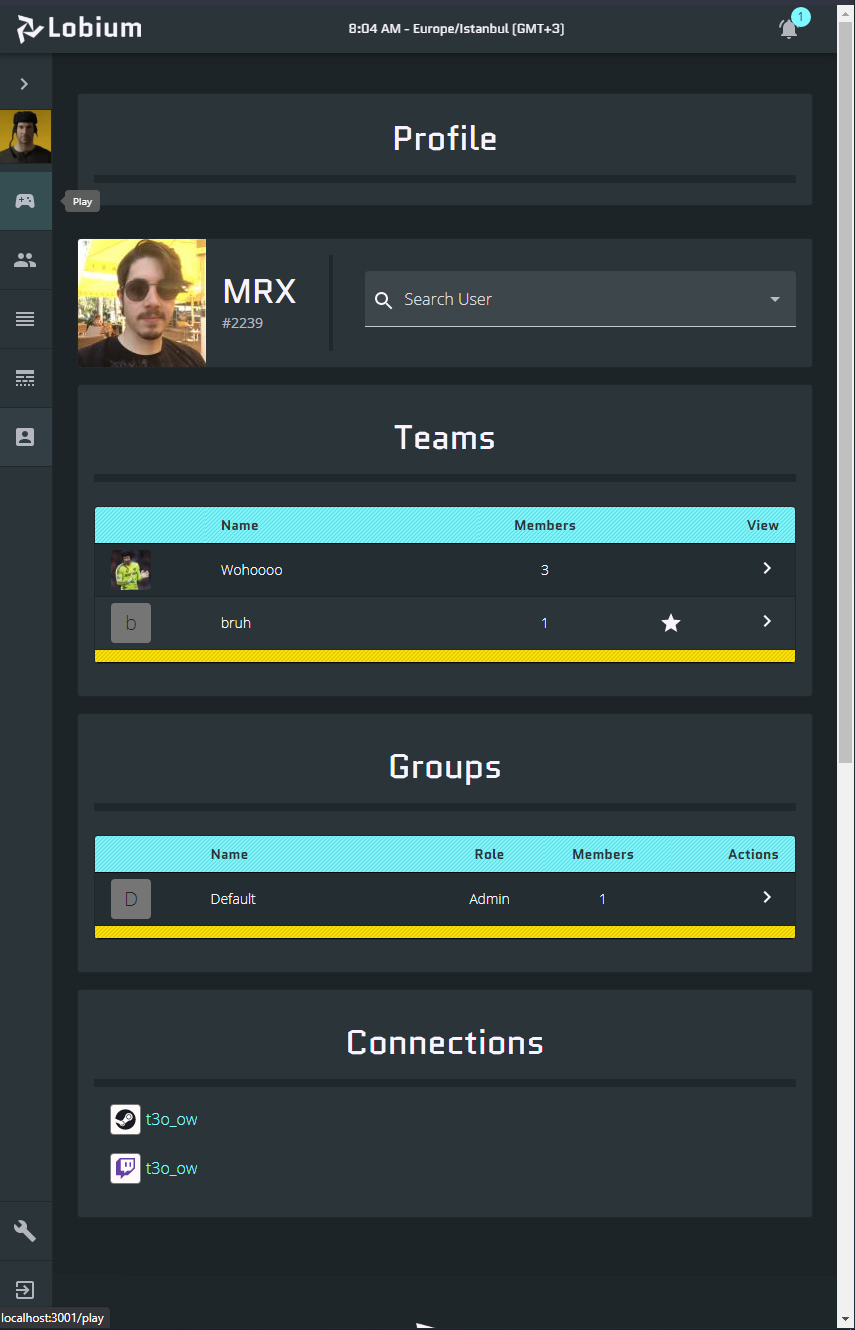 Lobium
8:04 AM - Europe/Istanbul (GMT+3)
1
Profile
Play
MRX
#2239
Search User
Teams
Name Members View
Wohoooo 3
b bruh 1
Groups
Name Role Members Actions
D Default Admin 1
Connections
t3o_ow
t3o_ow
localhost:3001/play